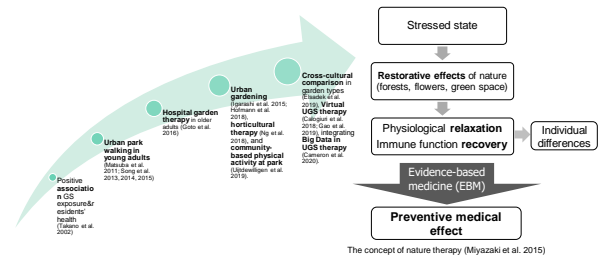 Positive
associatio
n GS
exposure&r
esidents'
health
(Takano et al.
2002)
Urban park
walking in
young adults
(Matsuba et al.
2011; Song et al.
2013, 2014, 2015)
Hospital garden
therapy in older
adults (Goto et al.
2016)
Urban
gardening
(Igarashi et al. 2015;
Hofmann et al.
2018),
horticultural
therapy (Ng et al.
2018), and
community-
based physical
activity at park
et al.
2019).
Cross-cultural
comparison in
garden types
(Elsadek et al.
2019), Virtual
UGS therapy
(Calogiuri et al.
2018; Gao et al.
2019), integrating
Big Data in
UGS therapy
(Cameron et al.
2020).
Stressed state
Restorative effects of nature
(forests, flowers, green space)
Physiological relaxation
Immune function recovery
Individual
differences
Evidence-based
medicine (EBM)
Preventive medical
effect
The concept of nature therapy (Miyazaki et al. 2015)